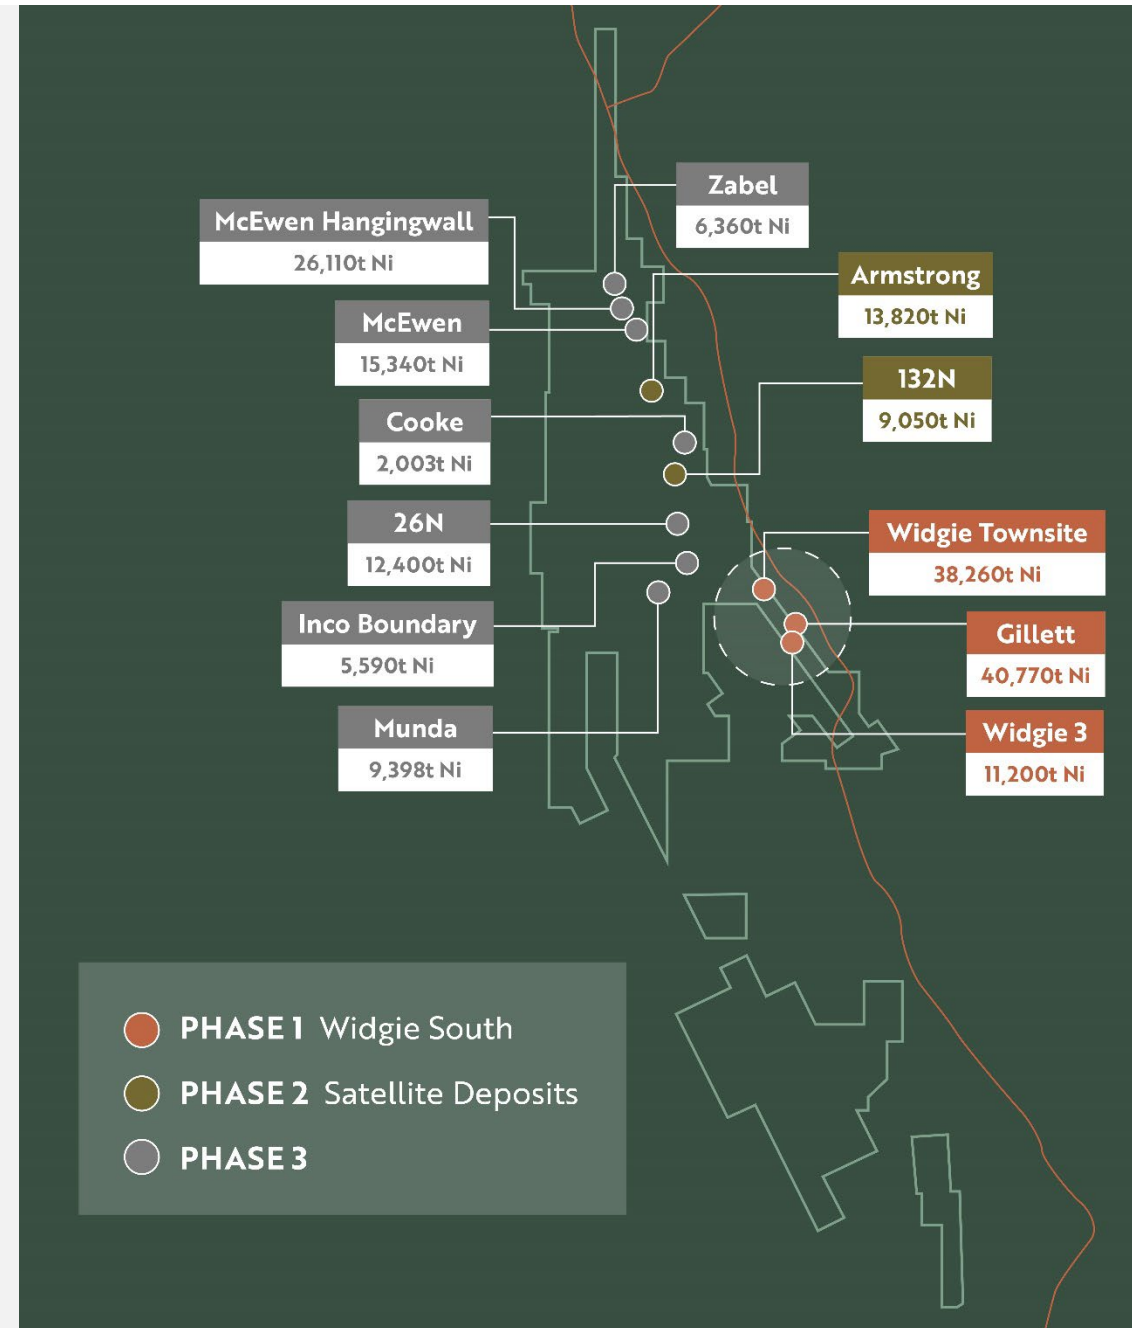 Zabel
6,360t Ni
McEwen Hangingwall
26,110t Ni
Armstrong
13,820t Ni
McEwen
15,340t Ni
132N
9,050t Ni
Cooke
2,003t Ni
26N
12,400t Ni
Widgie Townsite
38,260t Ni
Inco Boundary
5,590t Ni
Gillett
40,770t Ni
Munda
9,398t Ni
Widgie 3
11,200t Ni
PHASE 1 Widgie South
PHASE 2 Satellite Deposits
PHASE 3